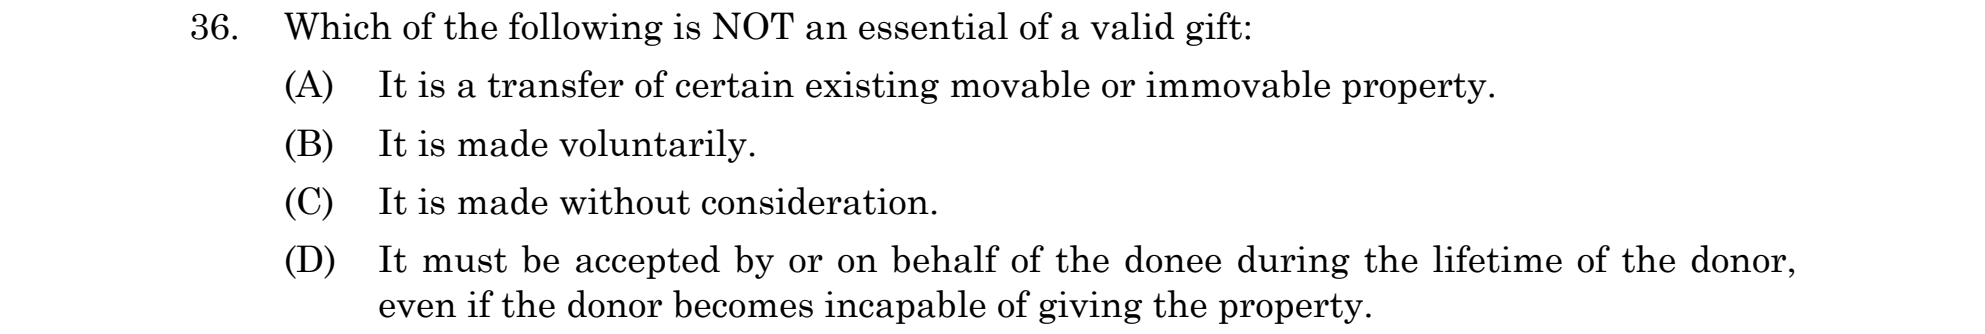 36. Which of the following is NOT an essential of a valid gift:
(A) It is a transfer of certain existing movable or immovable property.
(B) It is made voluntarily.
(C) It is made without consideration.
(D) It must be accepted by or on behalf of the donee during the lifetime of the donor,
even if the donor becomes incapable of giving the property.